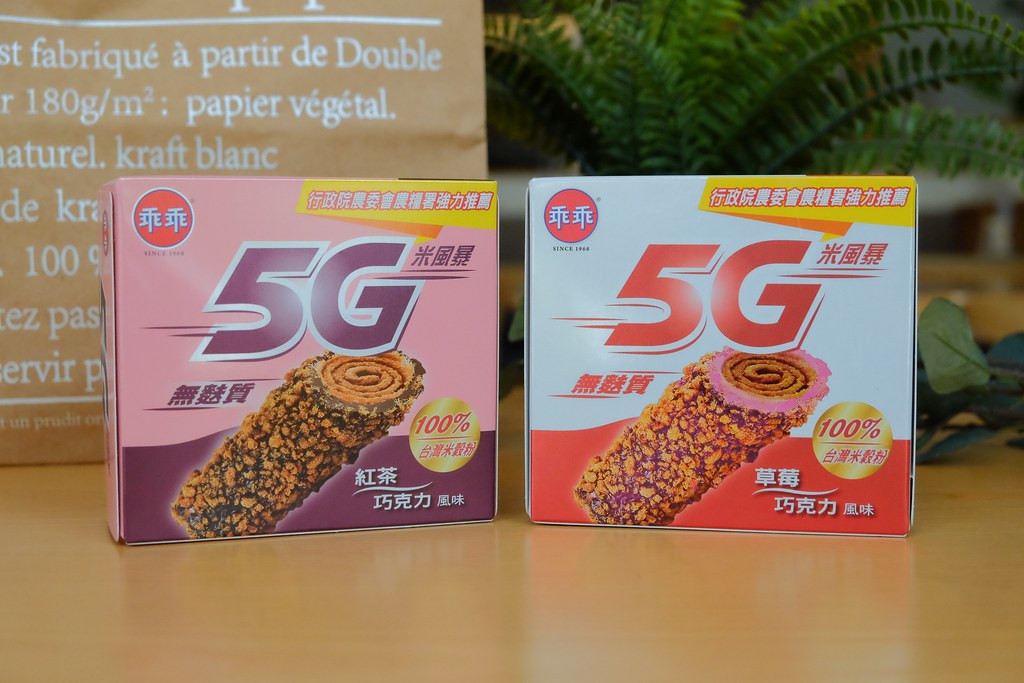 st fabriqué à partir de Double
r 180g/m² : papier végétal.
naturel. kraft blanc
de kra
. 100 %
tez pas
servir p
t un prudit or
乖乖
SINCE 1968
行政院農委會農糧署強力推薦
5G
米風暴
無麩質
100%
台灣米穀粉
紅茶
巧克力 風味
乖乖
SINCE 1968
行政院農委會農糧署強力推薦
5G
米風暴
無麩質
100%
台灣米穀粉
草莓
巧克力 風味